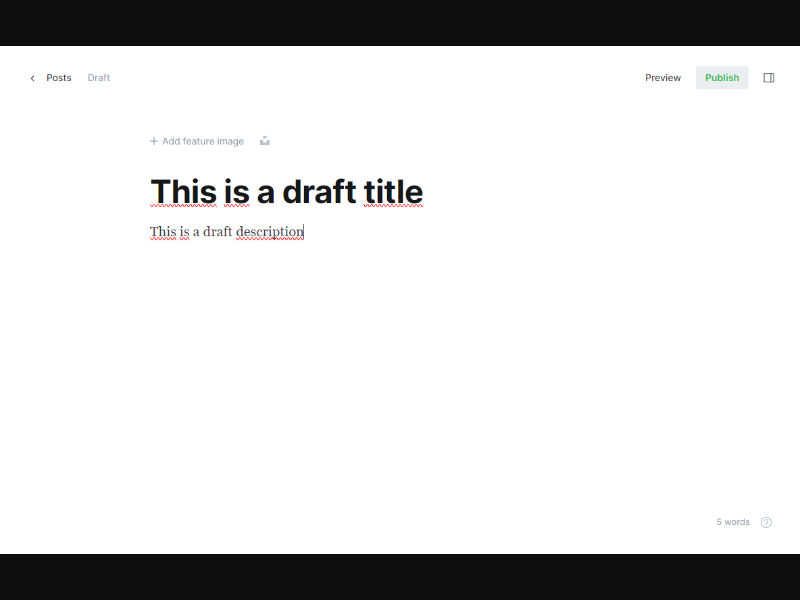 Posts Draft Preview Publish
Add feature image
This is a draft title
This is a draft description
5 words